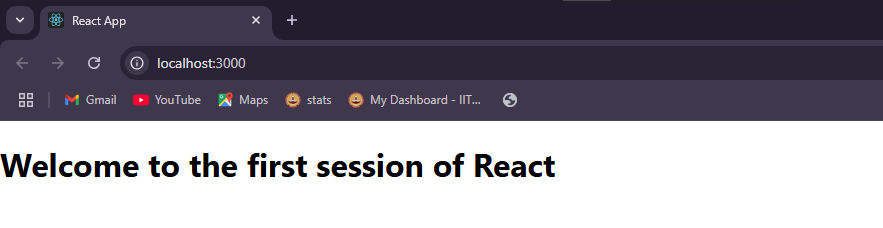 React App
localhost:3000
Gmail YouTube Maps stats My Dashboard - IIT...
Welcome to the first session of React